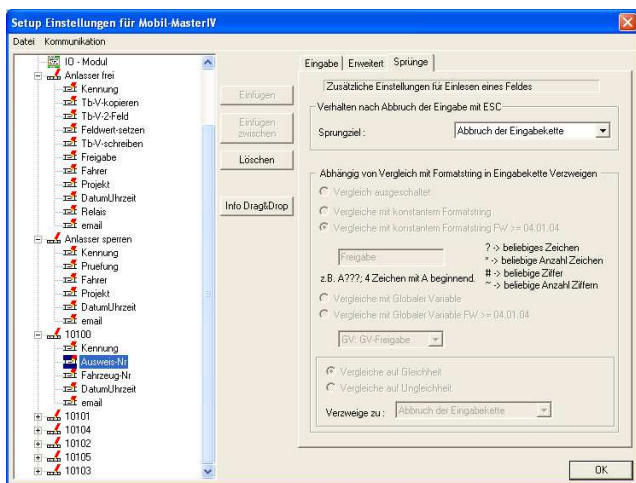 Setup Einstellungen für Mobil-MasterIV
Datei Kommunikation
IO - Modul
Anlasser frei
Kennung
Tb-V-kopieren
Tb-V-2-Feld
Feldwert-setzen
Tb-V-schreiben
Freigabe
Fahrer
Projekt
DatumUhrzeit
Relais
email
Anlasser sperren
Kennung
Pruefung
Fahrer
Projekt
DatumUhrzeit
email
10100
Kennung
Ausweis-Nr
Fahrzeug-Nr
DatumUhrzeit
email
10101
10104
10102
10105
10103
Einfügen
Einfügen
zwischen
Löschen
Info Drag&Drop
Eingabe Erweitert Sprünge
Zusätzliche Einstellungen für Einlesen eines Feldes
Verhalten nach Abbruch der Eingabe mit ESC
Sprungziel : Abbruch der Eingabekette
Abhängig von Vergleich mit Formatstring in Eingabekette Verzweigen
Vergleich ausgeschaltet
Vergleiche mit konstantem Formatstring
Vergleiche mit konstantem Formatstring FW >= 04.01.04
Freigabe
? -> beliebiges Zeichen
* -> beliebige Anzahl Zeichen
# -> beliebige Ziffer
~ -> beliebige Anzahl Ziffern
z.B. A???; 4 Zeichen mit A beginnend.
Vergleiche mit Globaler Variable
Vergleiche mit Globaler Variable FW >= 04.01.04
GV: GV-Freigabe
Vergleiche auf Gleichheit
Vergleiche auf Ungleichheit
Verzweige zu : Abbruch der Eingabekette
OK